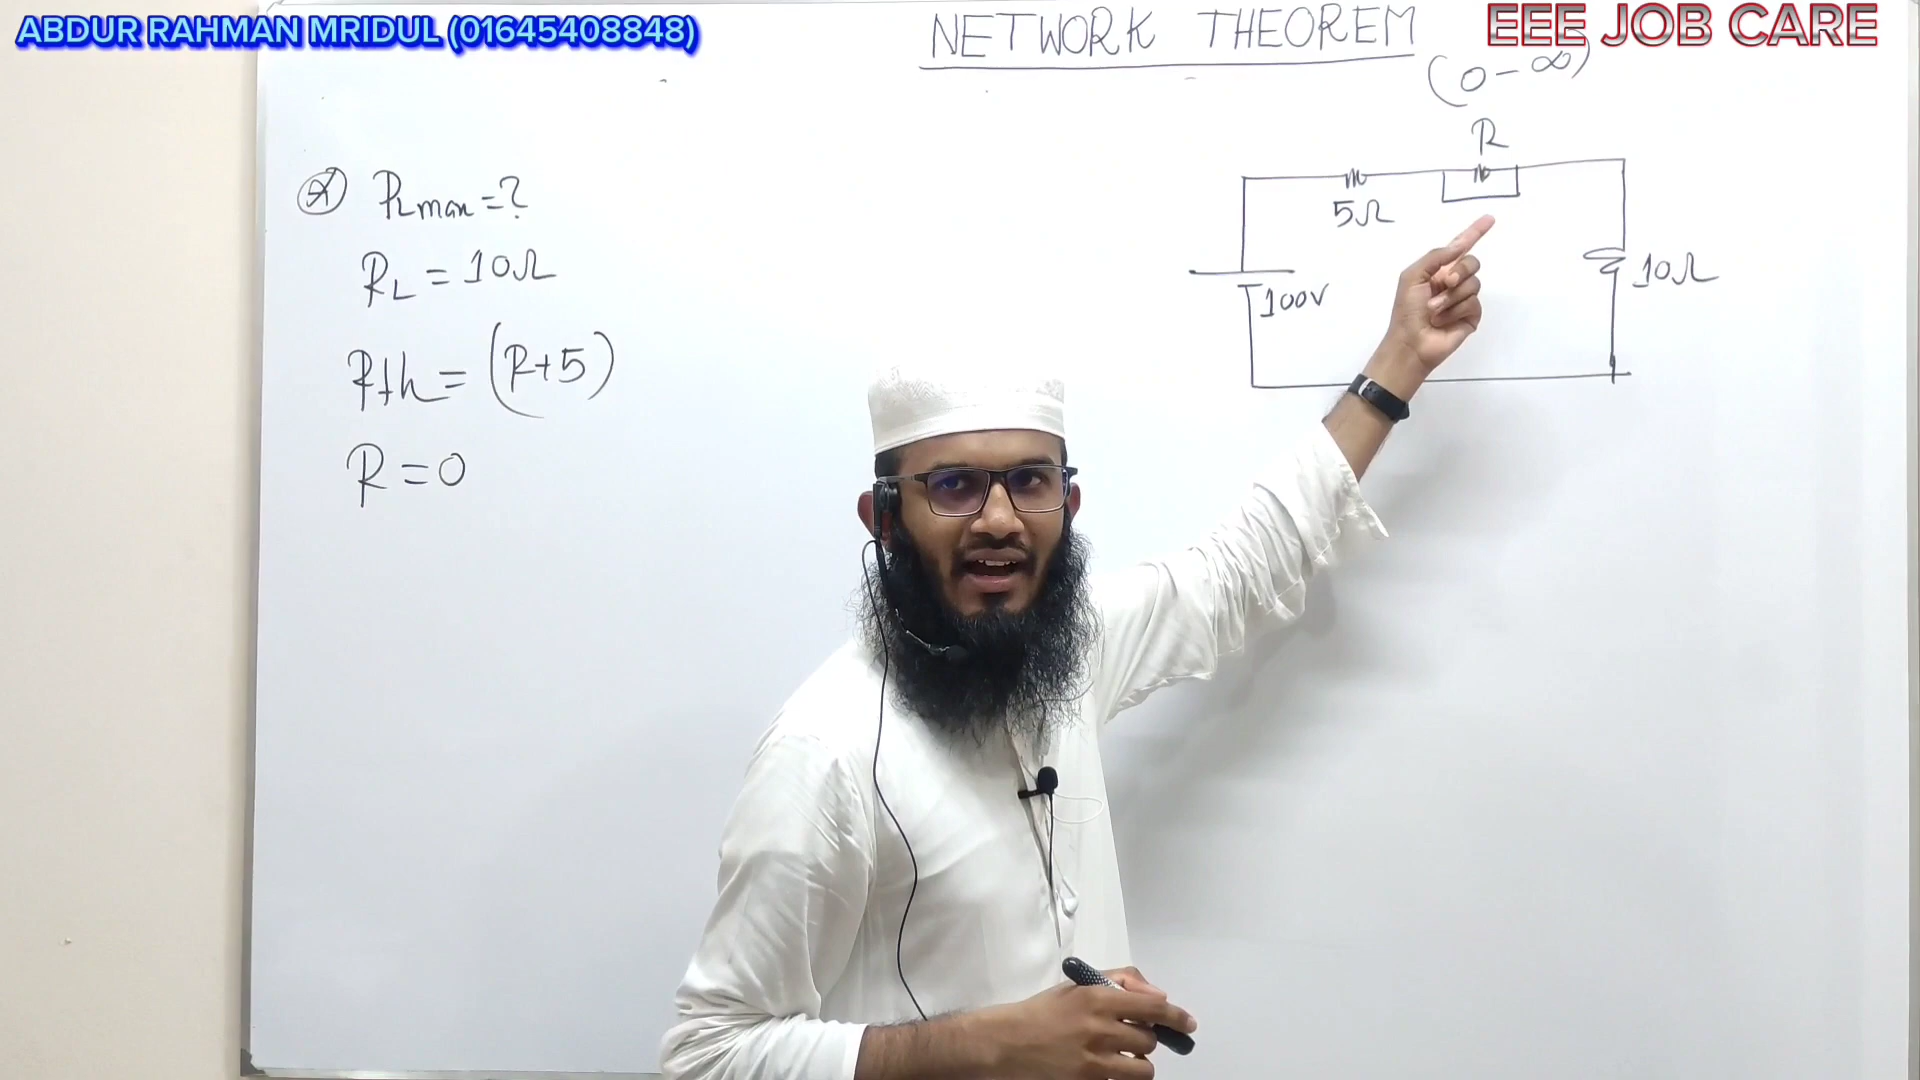 ABDUR RAHMAN MRIDUL (01645408848)
EEE JOB CARE
NETWORK THEOREM
(0-∞)
PLmax=?
RL = 10Ω
Rth = (R+5)
R = 0
R
5Ω
10Ω
100V